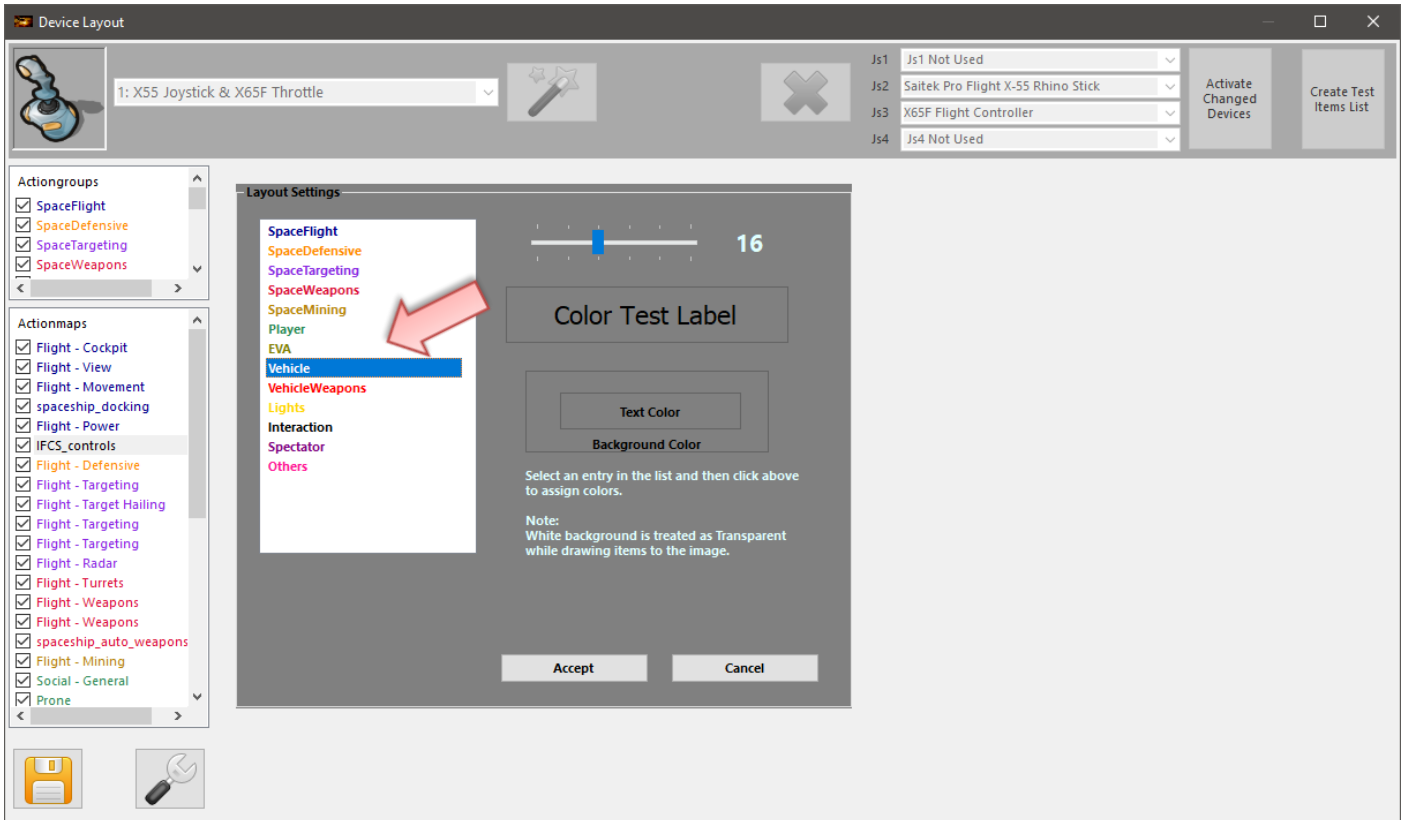 Device Layout
1: X55 Joystick & X65F Throttle
Js1 Js1 Not Used
Js2 Saitek Pro Flight X-55 Rhino Stick
Js3 X65F Flight Controller
Js4 Js4 Not Used
Activate
Changed
Devices
Create Test
Items List
Actiongroups
SpaceFlight
SpaceDefensive
SpaceTargeting
SpaceWeapons
Actionmaps
Flight - Cockpit
Flight - View
Flight - Movement
spaceship_docking
Flight - Power
IFCS_controls
Flight - Defensive
Flight - Targeting
Flight - Target Hailing
Flight - Targeting
Flight - Targeting
Flight - Radar
Flight - Turrets
Flight - Weapons
Flight - Weapons
spaceship_auto_weapons
Flight - Mining
Social - General
Prone
Layout Settings
SpaceFlight
SpaceDefensive
SpaceTargeting
SpaceWeapons
SpaceMining
Player
EVA
Vehicle
VehicleWeapons
Lights
Interaction
Spectator
Others
16
Color Test Label
Text Color
Background Color
Select an entry in the list and then click above
to assign colors.
Note:
White background is treated as Transparent
while drawing items to the image.
Accept
Cancel